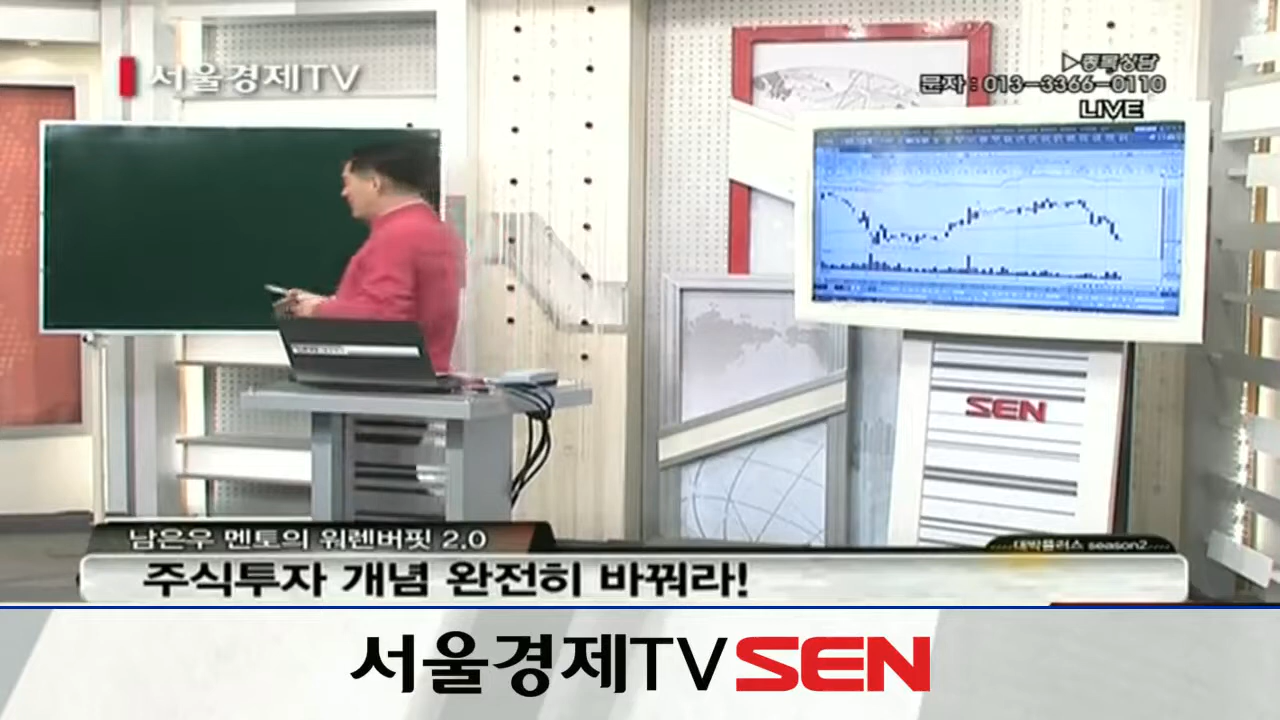 서울경제TV
▶종목상담
문자 : 013-3366-0110
LIVE
SEN
남은우 멘토의 워렌버핏 2.0
대박플러스 season2
주식투자 개념 완전히 바꿔라!
서울경제TV SEN